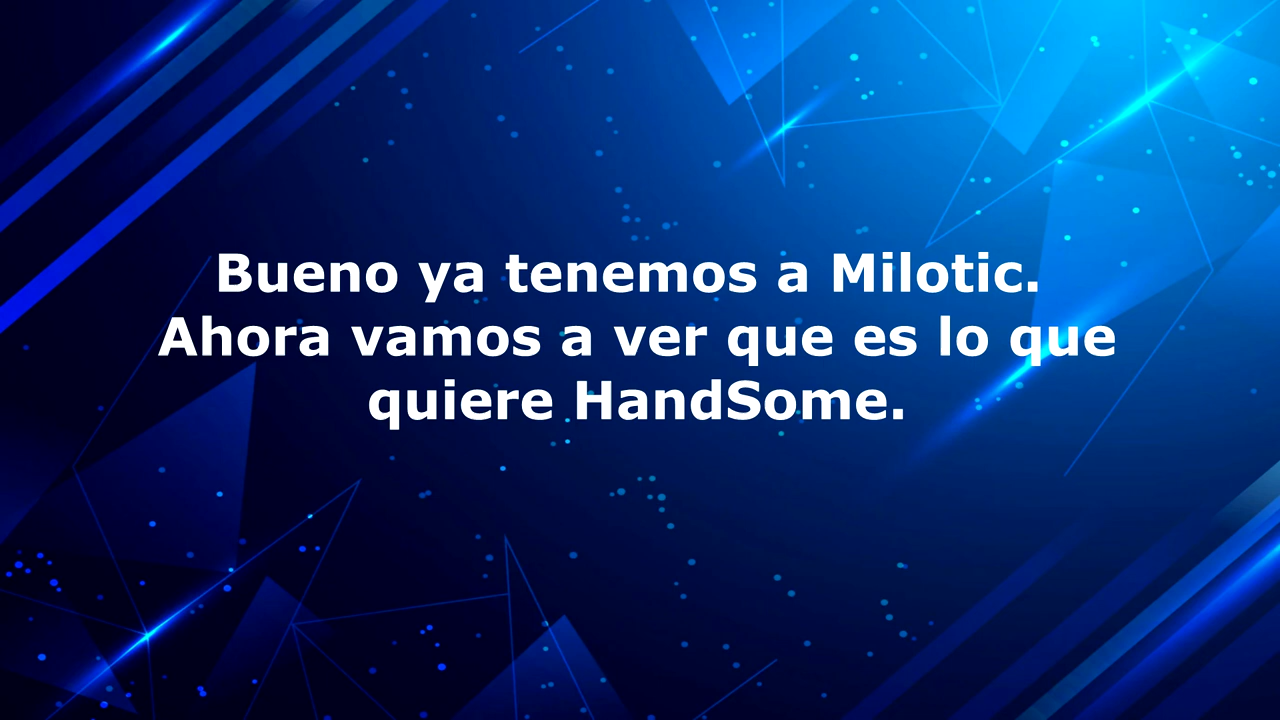 Bueno ya tenemos a Milotic.
Ahora vamos a ver que es lo que
quiere HandSome.